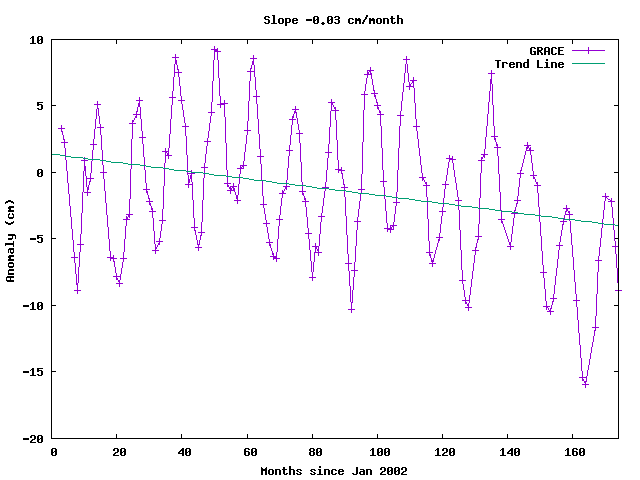 Slope -0.03 cm/month
GRACE
Trend Line
10
5
0
-5
-10
-15
-20
Anomaly (cm)
0 20 40 60 80 100 120 140 160
Months since Jan 2002